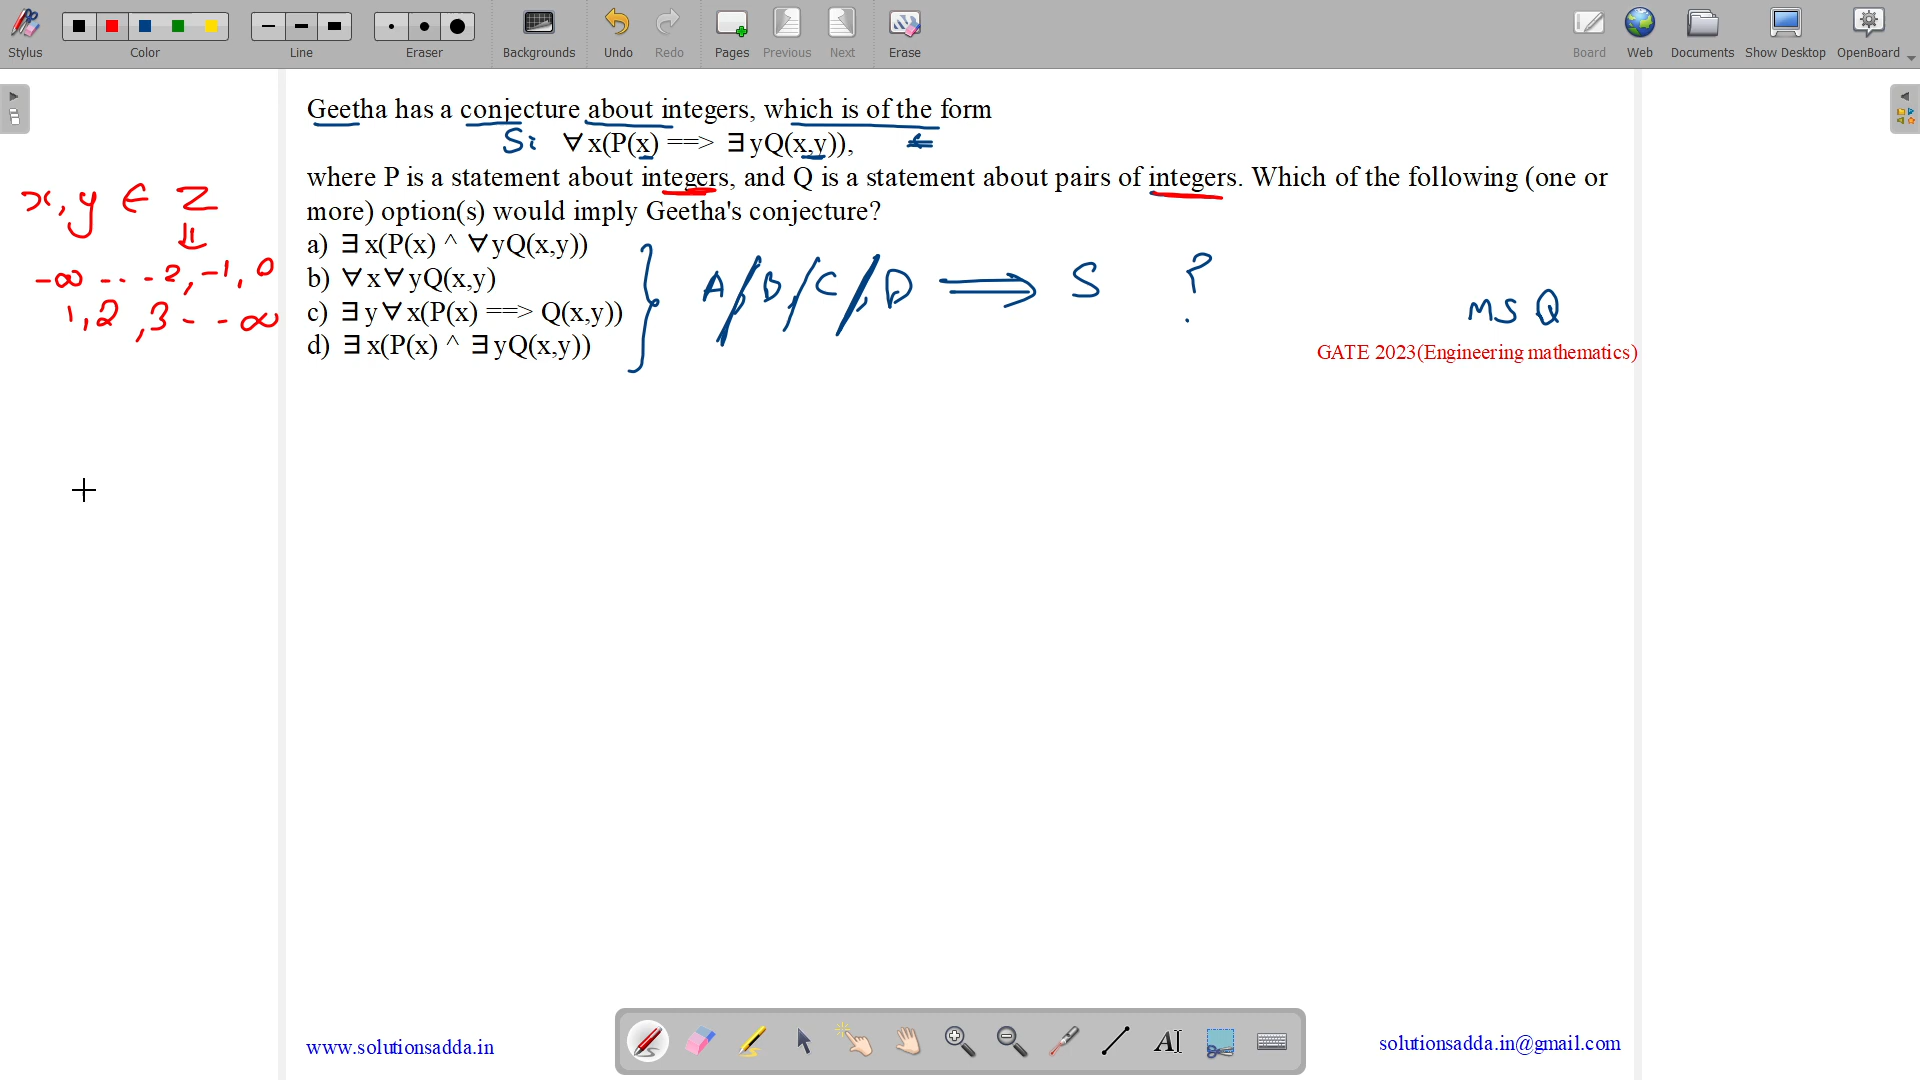 Stylus Color Line Eraser Backgrounds Undo Redo Pages Previous Next Erase Board Web Documents Show Desktop OpenBoard
Geetha has a conjecture about integers, which is of the form
S: ∀x(P(x) ==> ∃yQ(x,y)),
where P is a statement about integers, and Q is a statement about pairs of integers. Which of the following (one or
more) option(s) would imply Geetha's conjecture?
a) ∃x(P(x) ^ ∀yQ(x,y))
b) ∀x∀yQ(x,y)
c) ∃y∀x(P(x) ==> Q(x,y))
d) ∃x(P(x) ^ ∃yQ(x,y))
x, y ∈ Z
-∞ -- -2, -1, 0
1, 2, 3 - - ∞
A/B/C/D ⟹ S ?
MSQ
GATE 2023(Engineering mathematics)
www.solutionsadda.in
solutionsadda.in@gmail.com